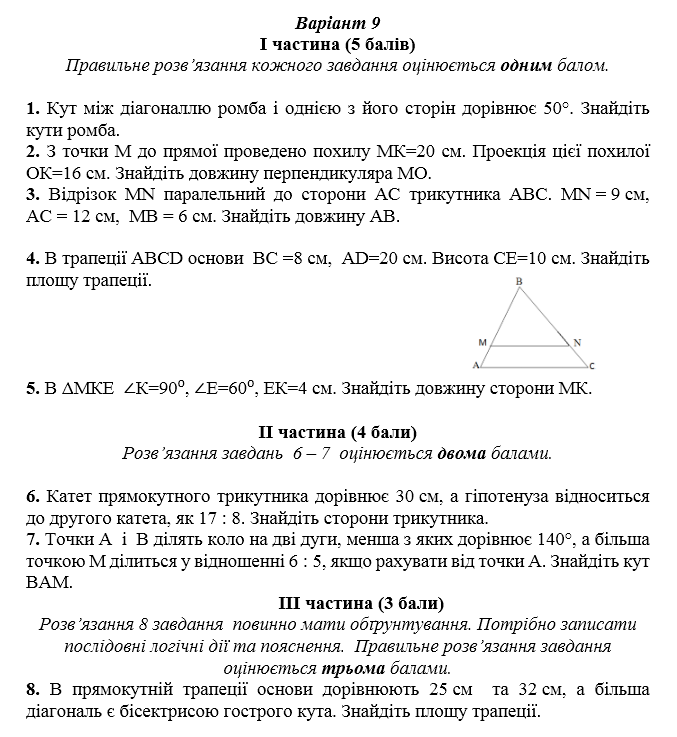 Варіант 9
І частина (5 балів)
Правильне розв’язання кожного завдання оцінюється одним балом.
1. Кут між діагоналлю ромба і однією з його сторін дорівнює 50°. Знайдіть
кути ромба.
2. З точки М до прямої проведено похилу МК=20 см. Проекція цієї похилої
ОК=16 см. Знайдіть довжину перпендикуляра МО.
3. Відрізок MN паралельний до сторони АС трикутника АВС. MN = 9 см,
АС = 12 см, МВ = 6 см. Знайдіть довжину АВ.
4. В трапеції ABCD основи BC =8 см, AD=20 см. Висота СЕ=10 см. Знайдіть
площу трапеції.
B
M N
A C
5. В ΔМКЕ ∠К=90⁰, ∠Е=60⁰, ЕК=4 см. Знайдіть довжину сторони МК.
ІІ частина (4 бали)
Розв’язання завдань 6 – 7 оцінюється двома балами.
6. Катет прямокутного трикутника дорівнює 30 см, а гіпотенуза відноситься
до другого катета, як 17 : 8. Знайдіть сторони трикутника.
7. Точки А і В ділять коло на дві дуги, менша з яких дорівнює 140°, а більша
точкою М ділиться у відношенні 6 : 5, якщо рахувати від точки А. Знайдіть кут
ВАМ.
ІІІ частина (3 бали)
Розв’язання 8 завдання повинно мати обґрунтування. Потрібно записати
послідовні логічні дії та пояснення. Правильне розв’язання завдання
оцінюється трьома балами.
8. В прямокутній трапеції основи дорівнюють 25 см та 32 см, а більша
діагональ є бісектрисою гострого кута. Знайдіть площу трапеції.